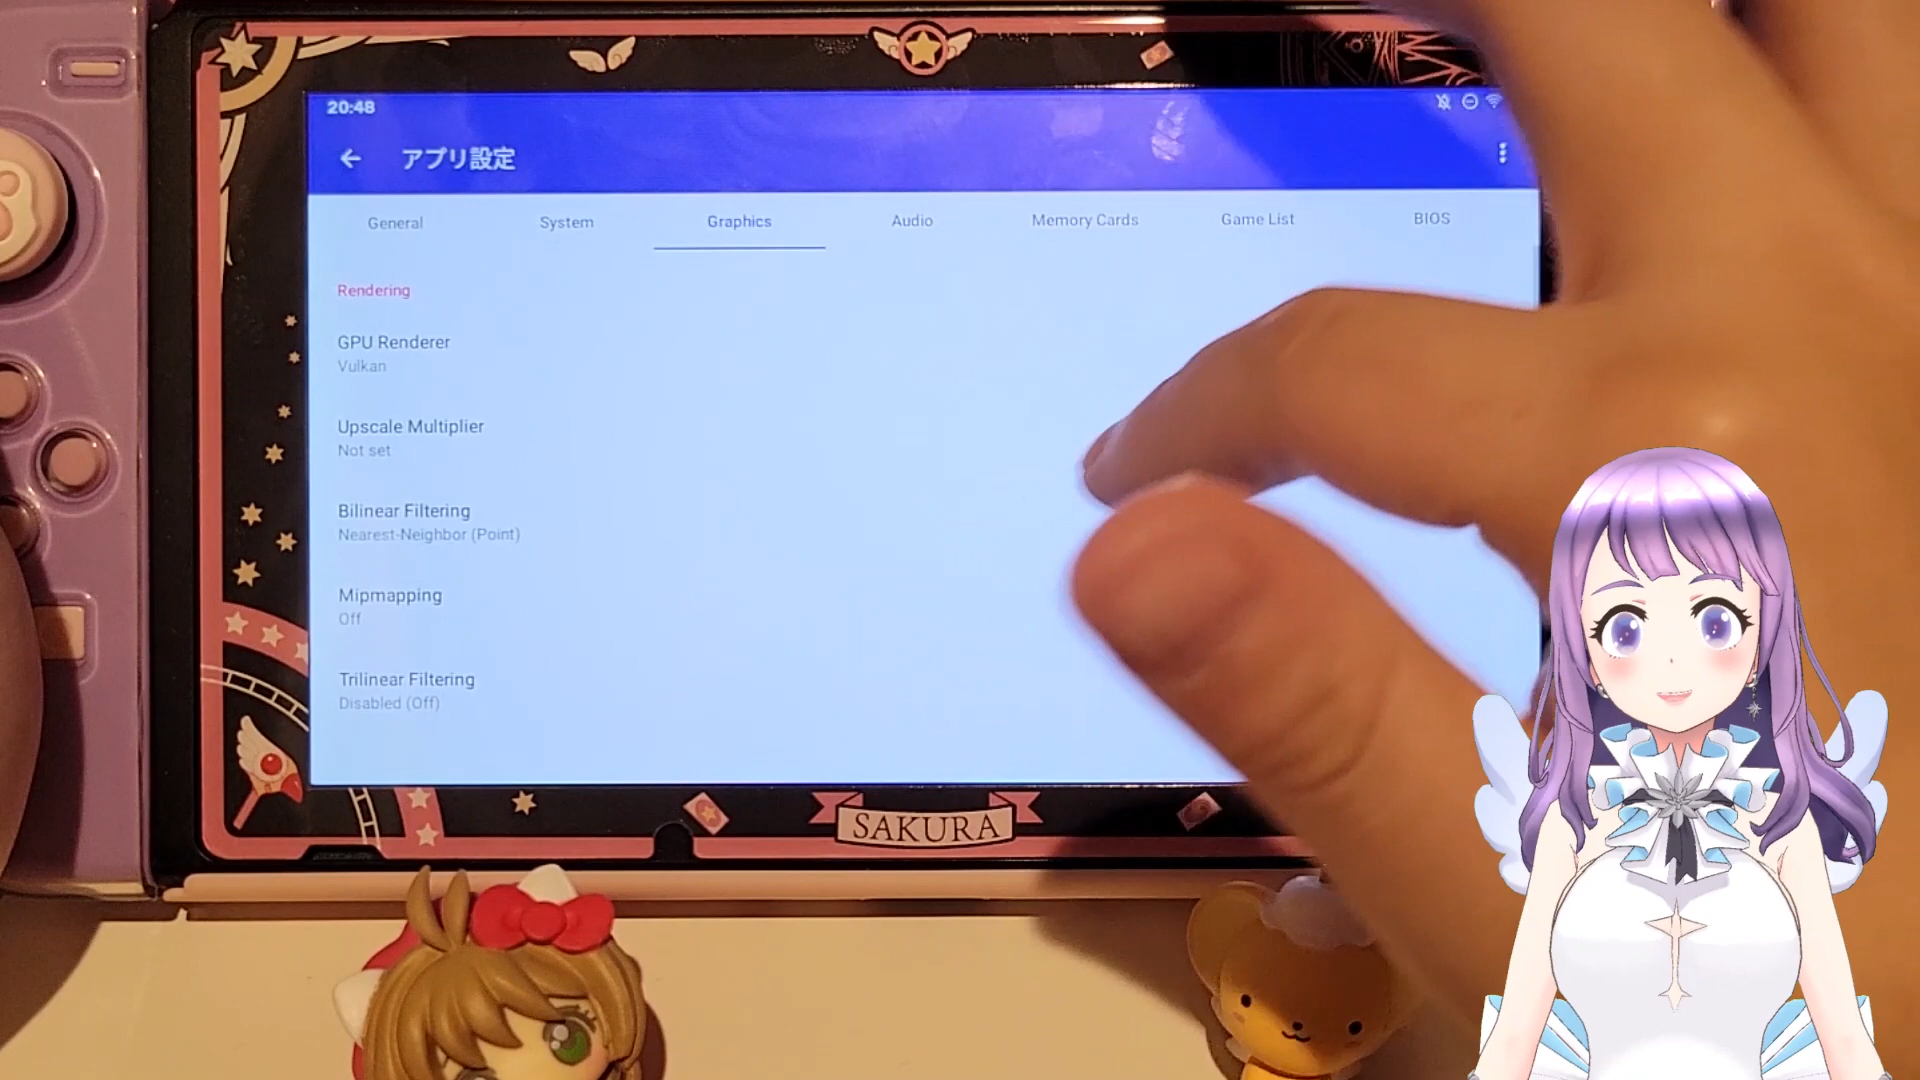 20:48
アプリ設定
General System Graphics Audio Memory Cards Game List BIOS
Rendering
GPU Renderer
Vulkan
Upscale Multiplier
Not set
Bilinear Filtering
Nearest-Neighbor (Point)
Mipmapping
Off
Trilinear Filtering
Disabled (Off)
SAKURA